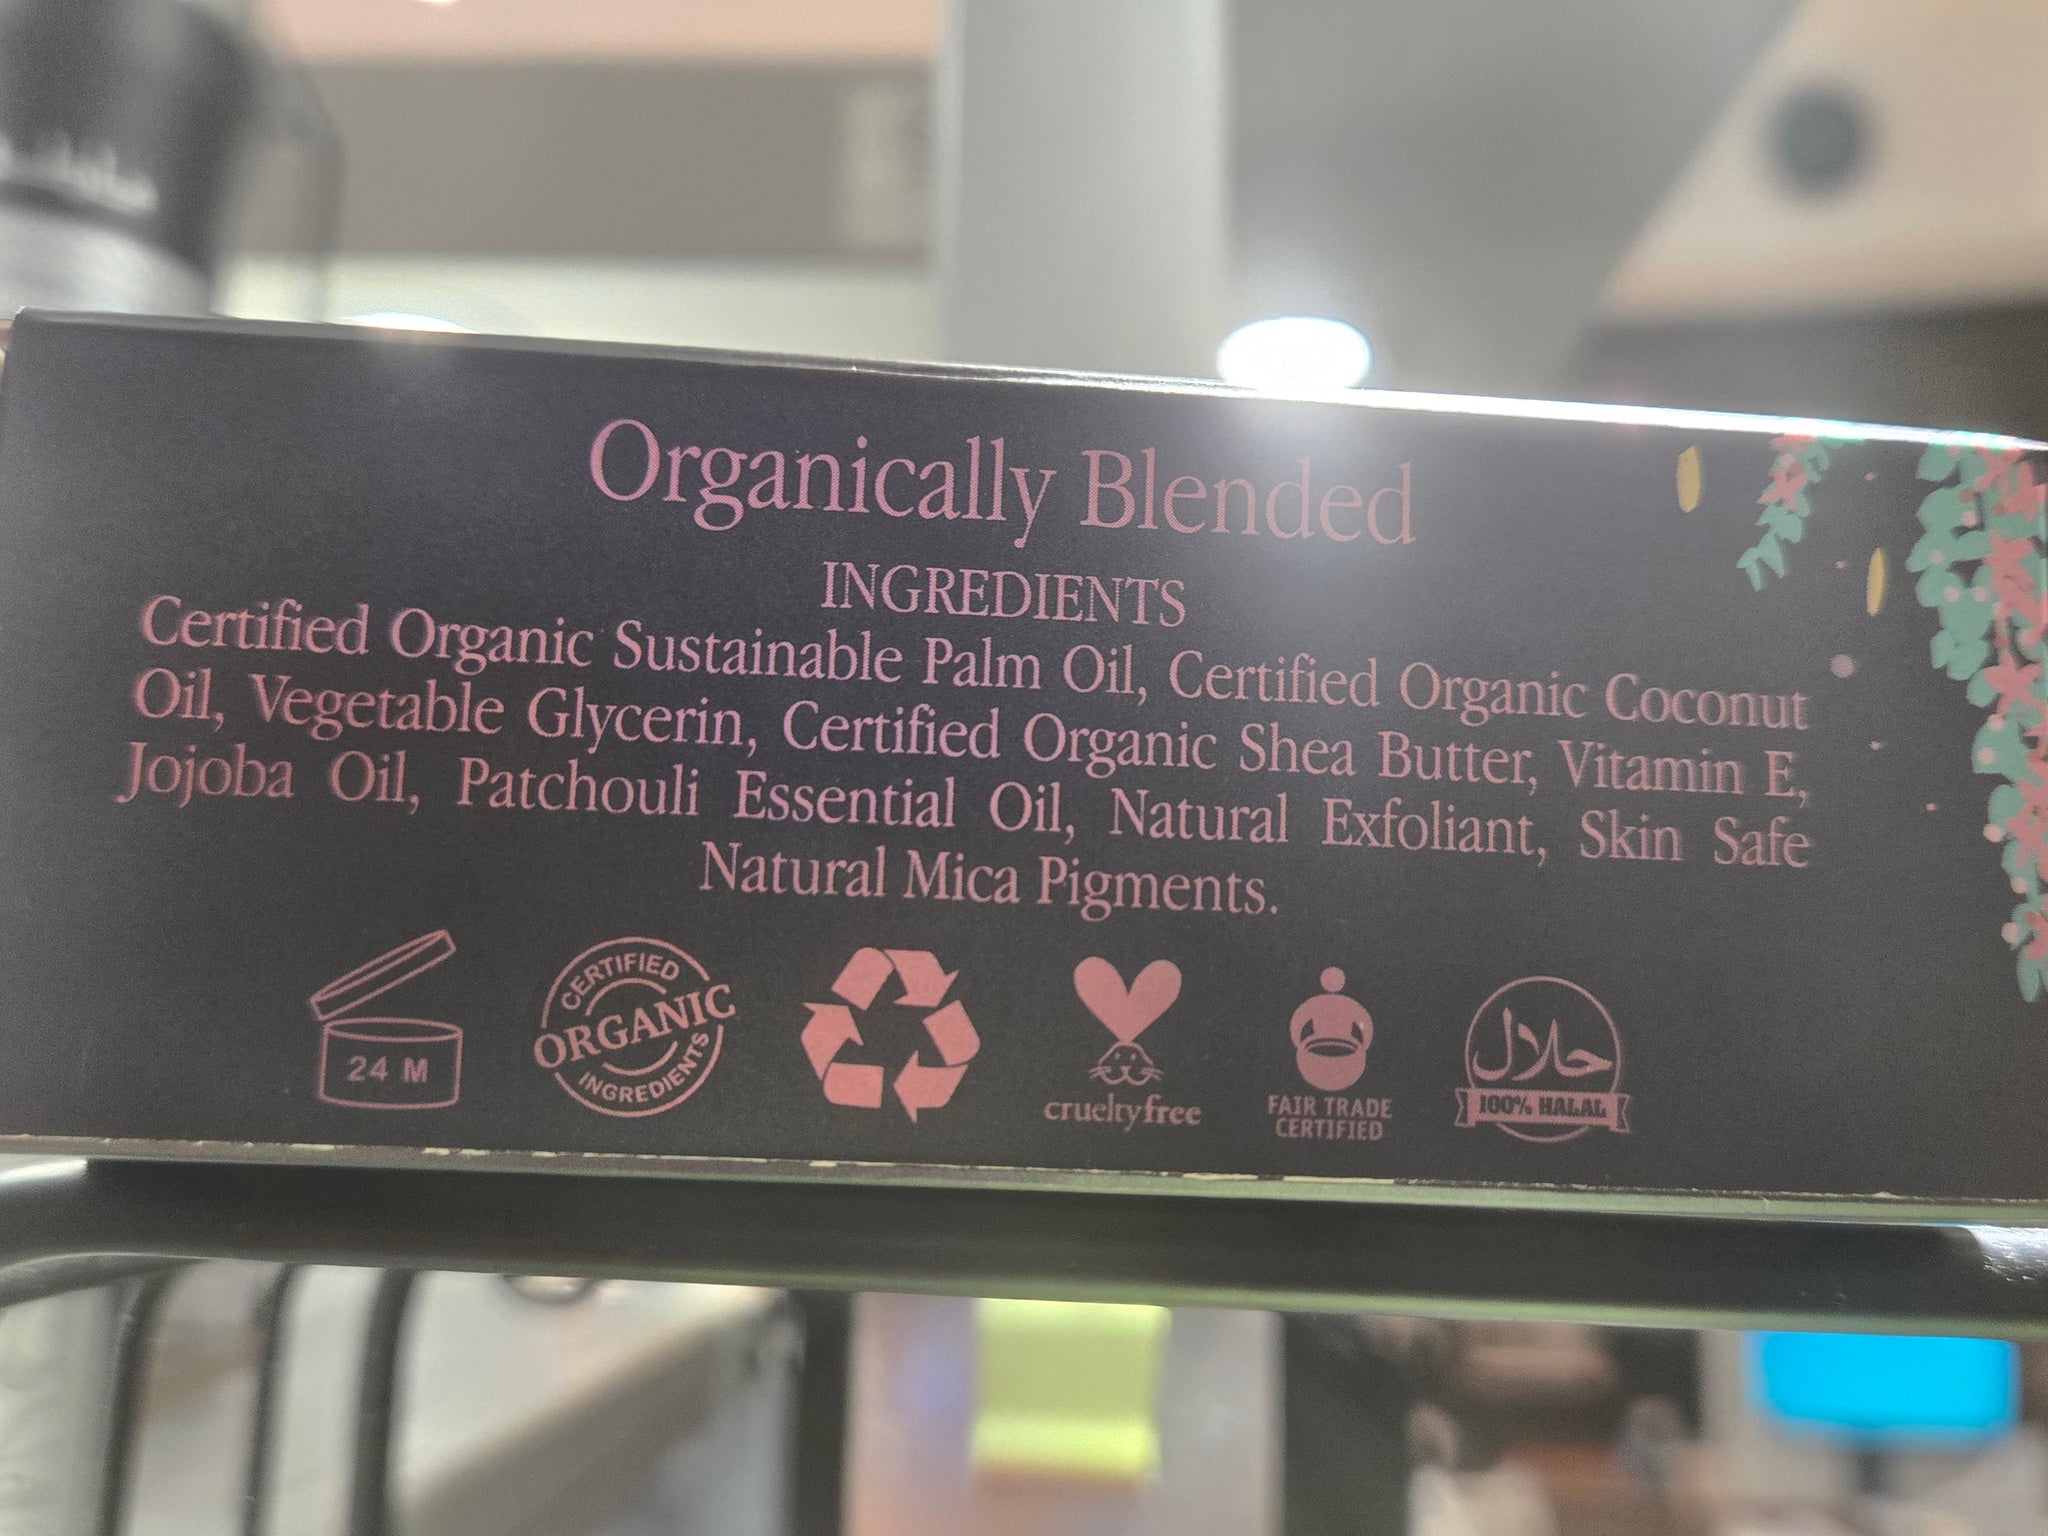 Organically Blended
INGREDIENTS
Certified Organic Sustainable Palm Oil, Certified Organic Coconut
Oil, Vegetable Glycerin, Certified Organic Shea Butter, Vitamin E,
Jojoba Oil, Patchouli Essential Oil, Natural Exfoliant, Skin Safe
Natural Mica Pigments.
24 M
CERTIFIED
ORGANIC
INGREDIENTS
crueltyfree
FAIR TRADE
CERTIFIED
حلال
100% HALAL